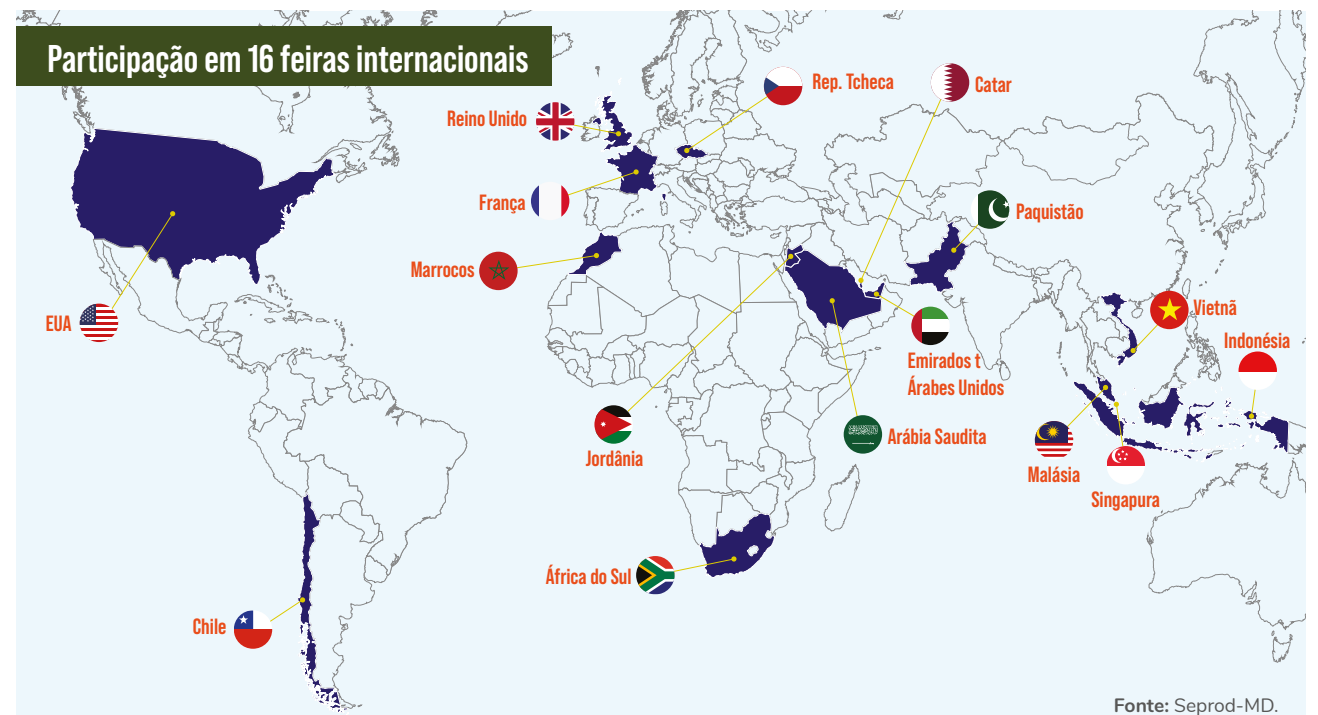 Participação em 16 feiras internacionais
Rep. Tcheca
Catar
Reino Unido
França
Paquistão
Marrocos
EUA
Vietnã
Indonésia
Emirados t
Árabes Unidos
Jordânia
Arábia Saudita
Malásia
Singapura
África do Sul
Chile
Fonte: Seprod-MD.